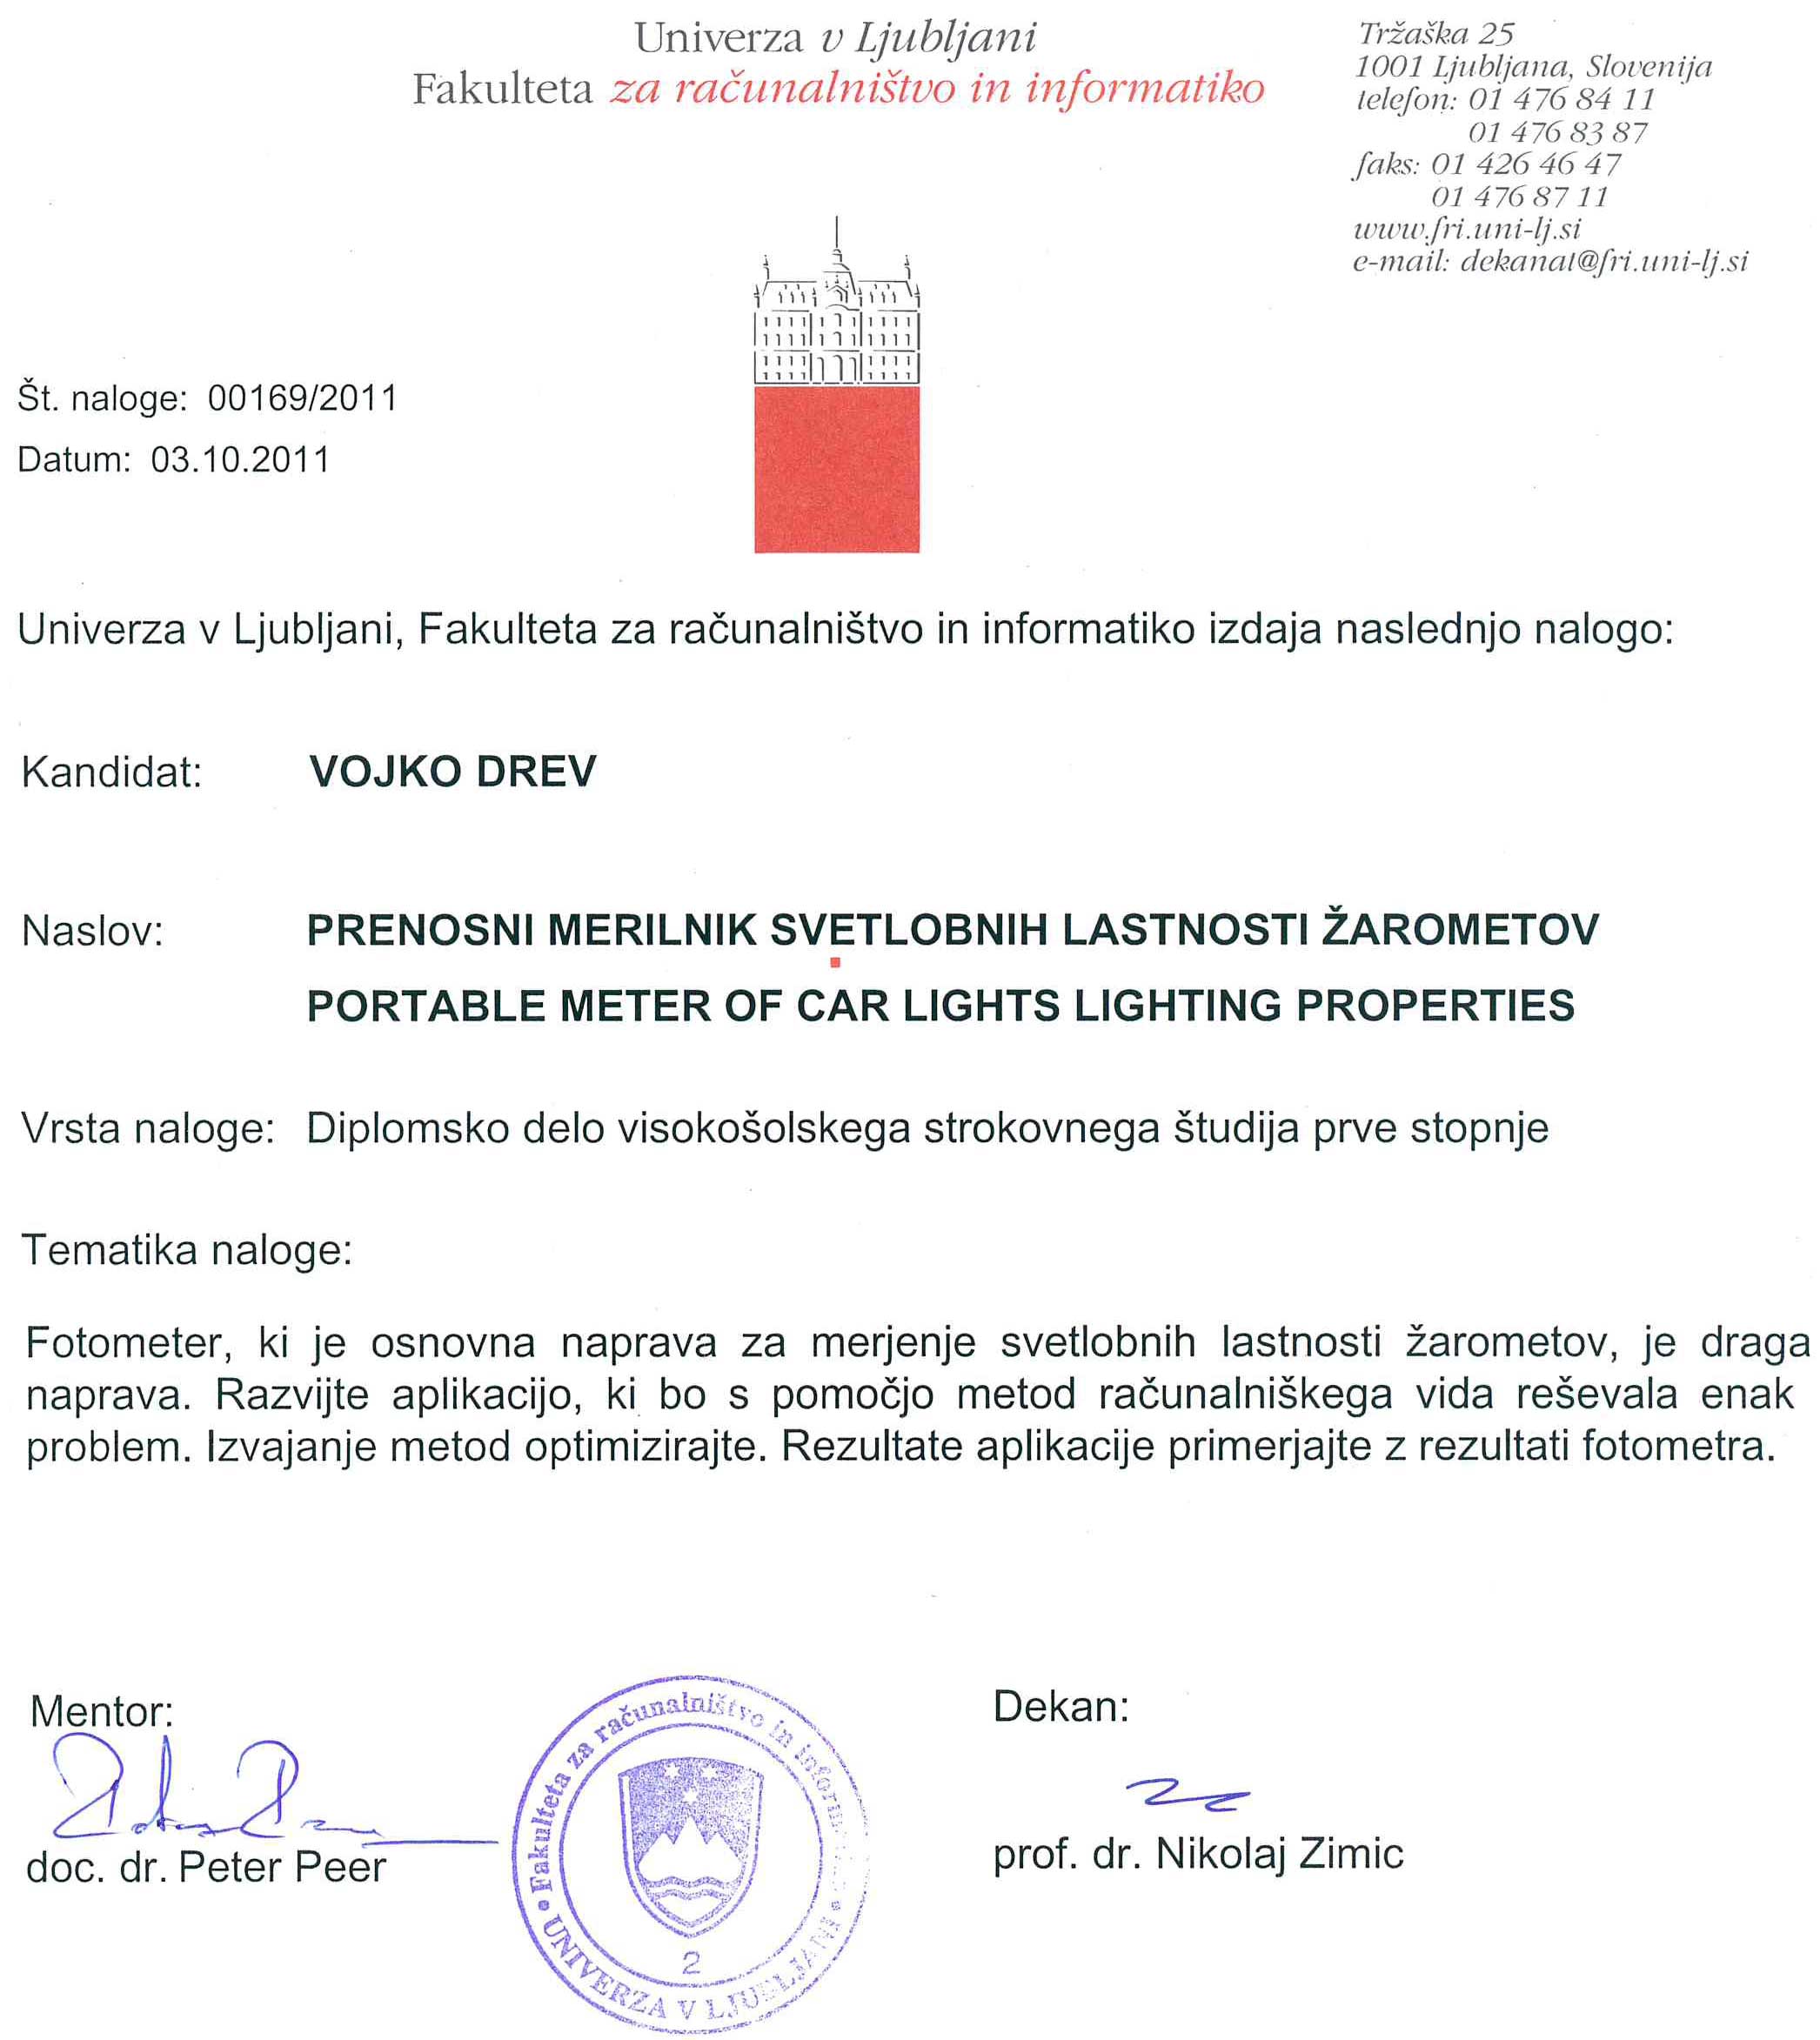 Univerza v Ljubljani
Fakulteta za računalništvo in informatiko
Tržaška 25
1001 Ljubljana, Slovenija
telefon: 01 476 84 11
01 476 83 87
faks: 01 426 46 47
01 476 87 11
www.fri.uni-lj.si
e-mail: dekanat@fri.uni-lj.si
Št. naloge: 00169/2011
Datum: 03.10.2011
Univerza v Ljubljani, Fakulteta za računalništvo in informatiko izdaja naslednjo nalogo:
Kandidat: VOJKO DREV
Naslov: PRENOSNI MERILNIK SVETLOBNIH LASTNOSTI ŽAROMETOV
PORTABLE METER OF CAR LIGHTS LIGHTING PROPERTIES
Vrsta naloge: Diplomsko delo visokošolskega strokovnega študija prve stopnje
Tematika naloge:
Fotometer, ki je osnovna naprava za merjenje svetlobnih lastnosti žarometov, je draga
naprava. Razvijte aplikacijo, ki bo s pomočjo metod računalniškega vida reševala enak
problem. Izvajanje metod optimizirajte. Rezultate aplikacije primerjajte z rezultati fotometra.
Mentor:
doc. dr. Peter Peer
Fakulteta za računalništvo in
UNIVERZA V LJUBLJANI
2
Dekan:
prof. dr. Nikolaj Zimic